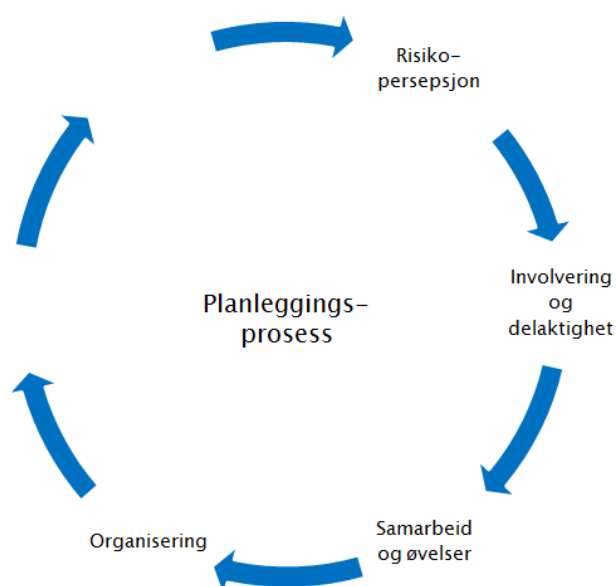 Risiko-
persepsjon
Involvering
og
delaktighet
Planleggings-
prosess
Samarbeid
og øvelser
Organisering